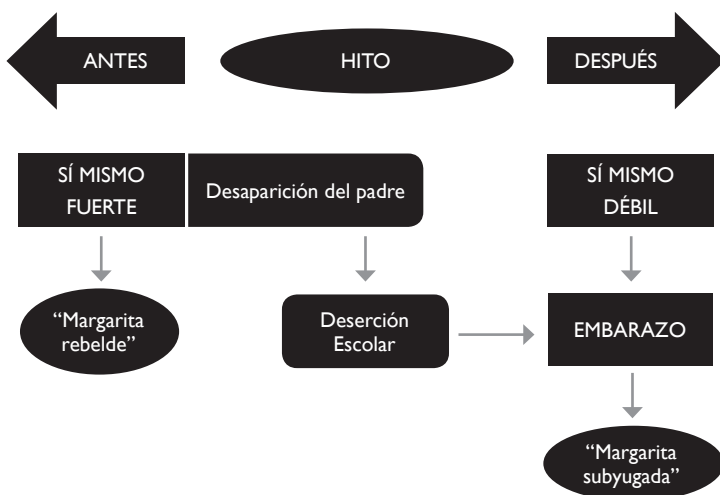 ANTES
HITO
DESPUÉS
SÍ MISMO
FUERTE
Desaparición del padre
SÍ MISMO
DÉBIL
“Margarita
rebelde”
Deserción
Escolar
EMBARAZO
“Margarita
subyugada”